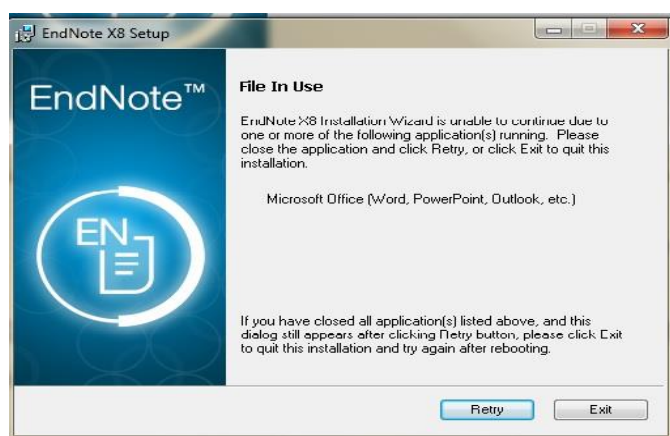 EndNote X8 Setup
EndNote™
File In Use
EndNote X8 Installation Wizard is unable to continue due to
one or more of the following application(s) running. Please
close the application and click Retry, or click Exit to quit this
installation.
Microsoft Office (Word, PowerPoint, Outlook, etc.)
EN
If you have closed all application(s) listed above, and this
dialog still appears after clicking Retry button, please click Exit
to quit this installation and try again after rebooting.
Retry
Exit